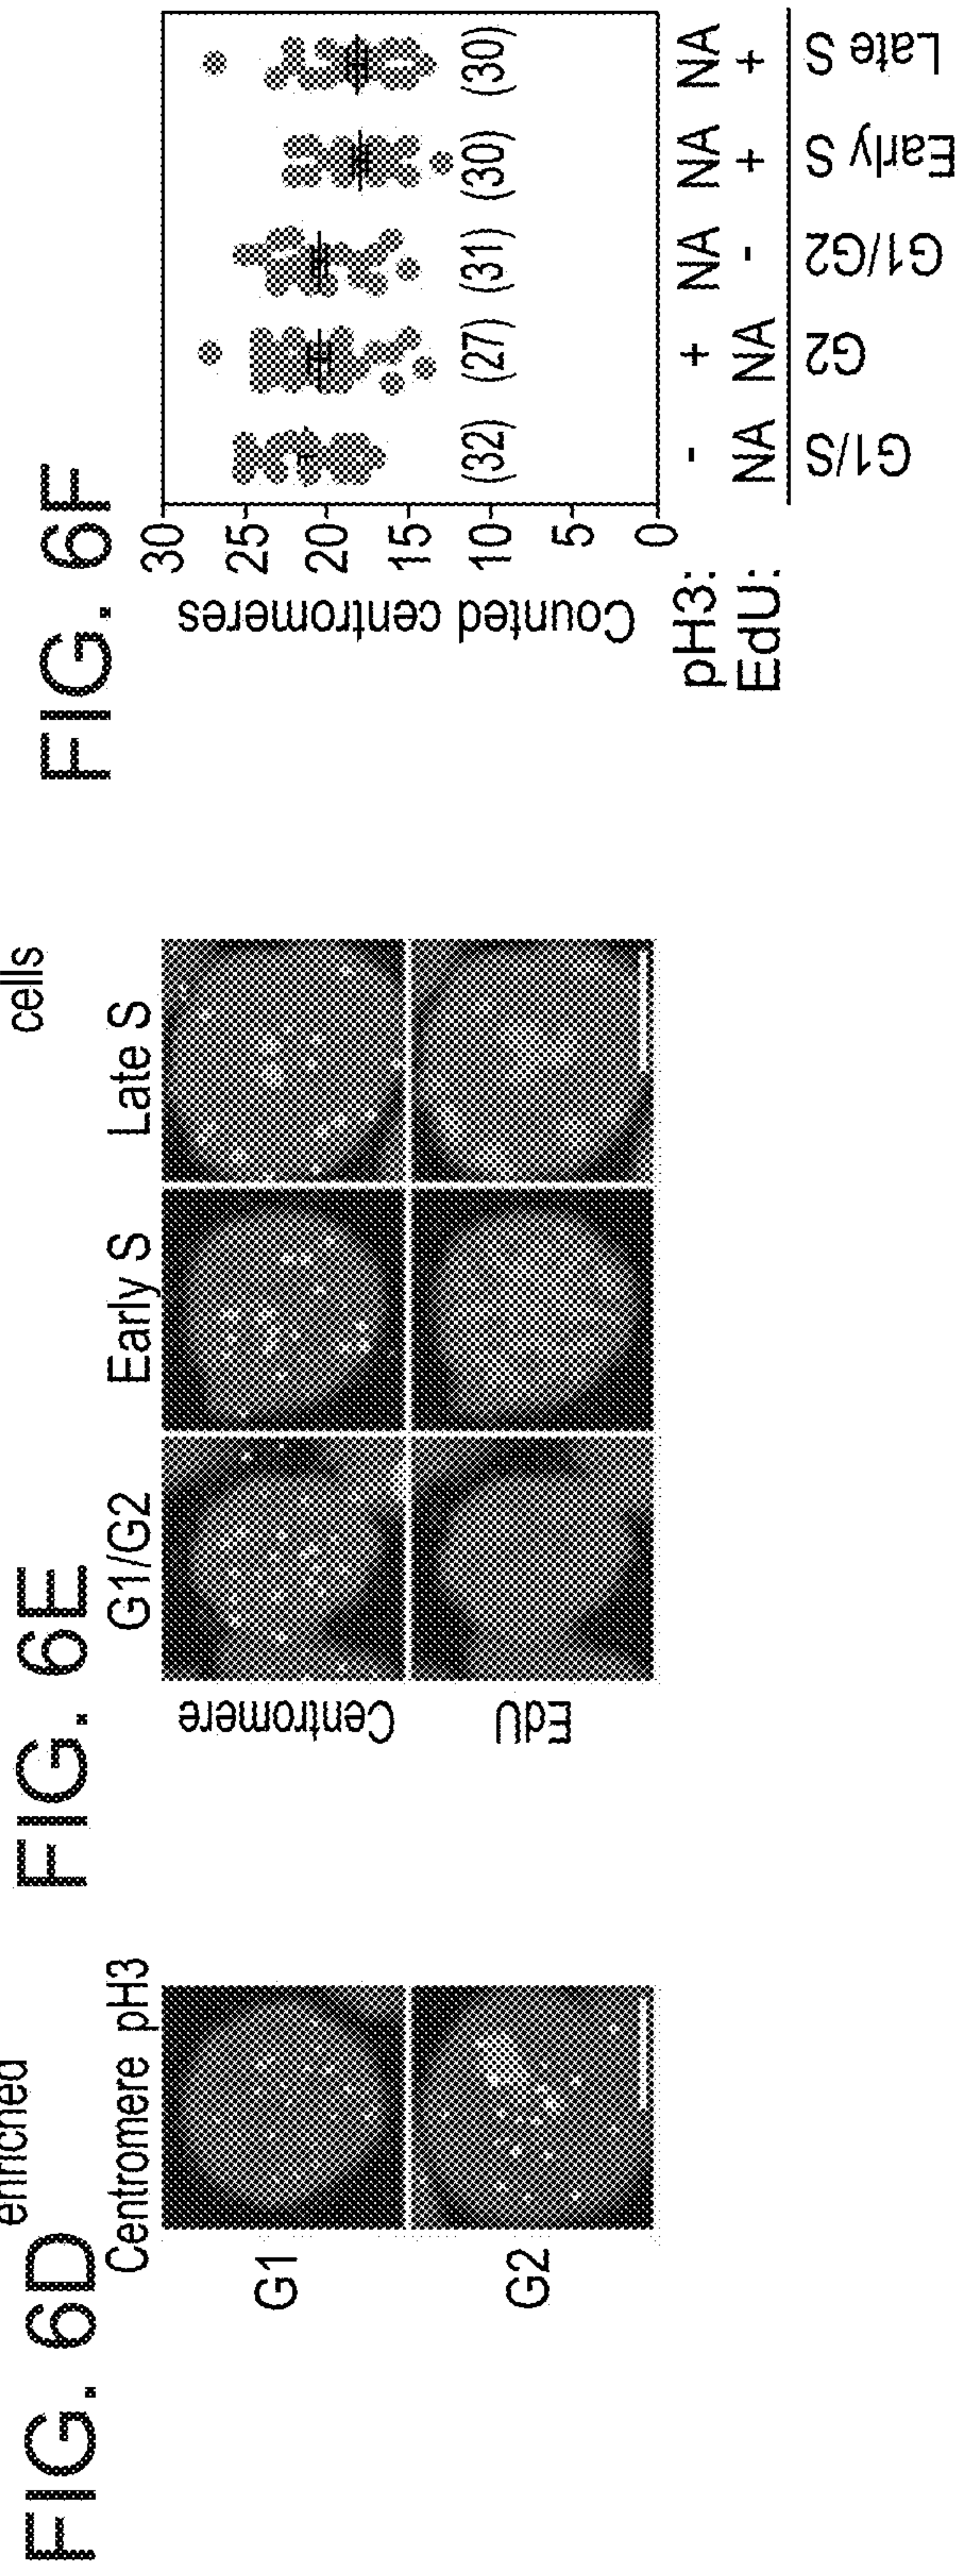 enriched
cells
FIG. 6D
Centromere pH3
G1
G2
FIG. 6E
G1/G2 Early S Late S
Centromere
EdU
FIG. 6F
30
25
20
15
10
5
0
Counted centromeres
(32) (27) (31) (30) (30)
pH3: - + NA NA NA
EdU: NA NA - + +
G1/S G2 G1/G2 Early S Late S